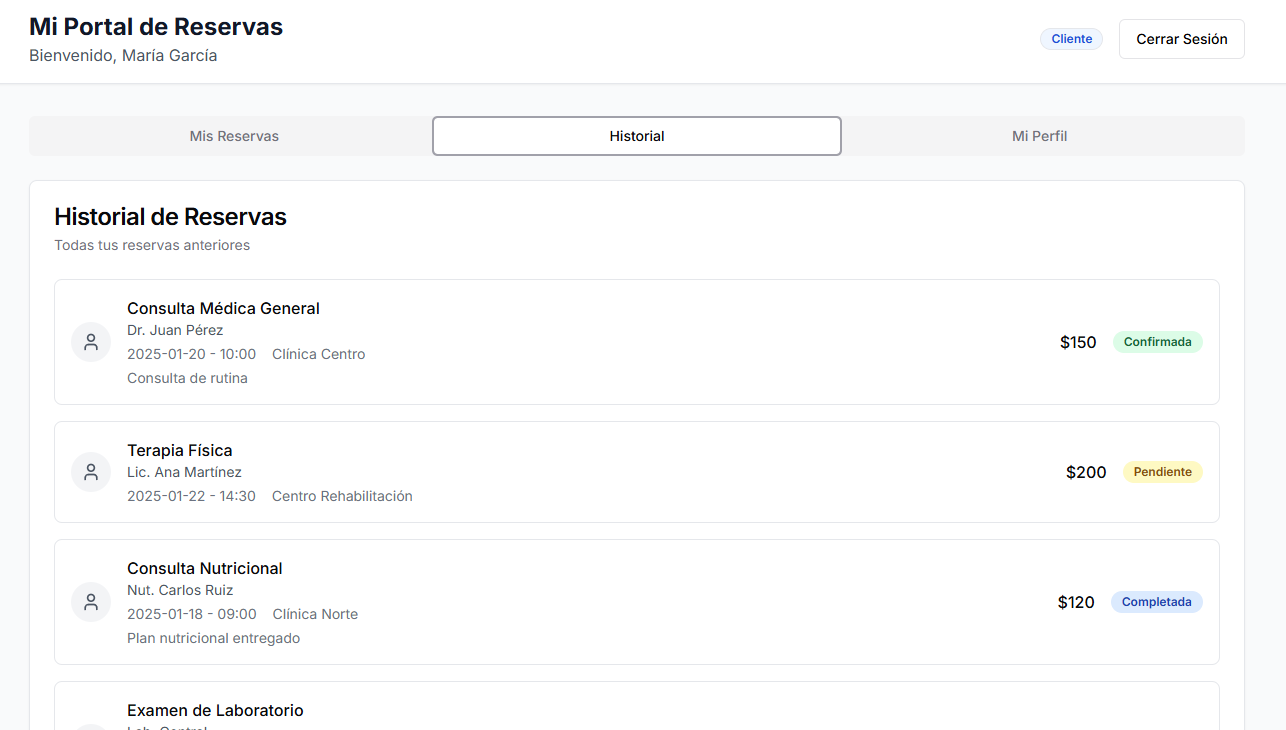 Mi Portal de Reservas
Bienvenido, María García
Cliente
Cerrar Sesión
Mis Reservas
Historial
Mi Perfil
Historial de Reservas
Todas tus reservas anteriores
Consulta Médica General
Dr. Juan Pérez
2025-01-20 - 10:00 Clínica Centro
Consulta de rutina
$150 Confirmada
Terapia Física
Lic. Ana Martínez
2025-01-22 - 14:30 Centro Rehabilitación
$200 Pendiente
Consulta Nutricional
Nut. Carlos Ruiz
2025-01-18 - 09:00 Clínica Norte
Plan nutricional entregado
$120 Completada
Examen de Laboratorio